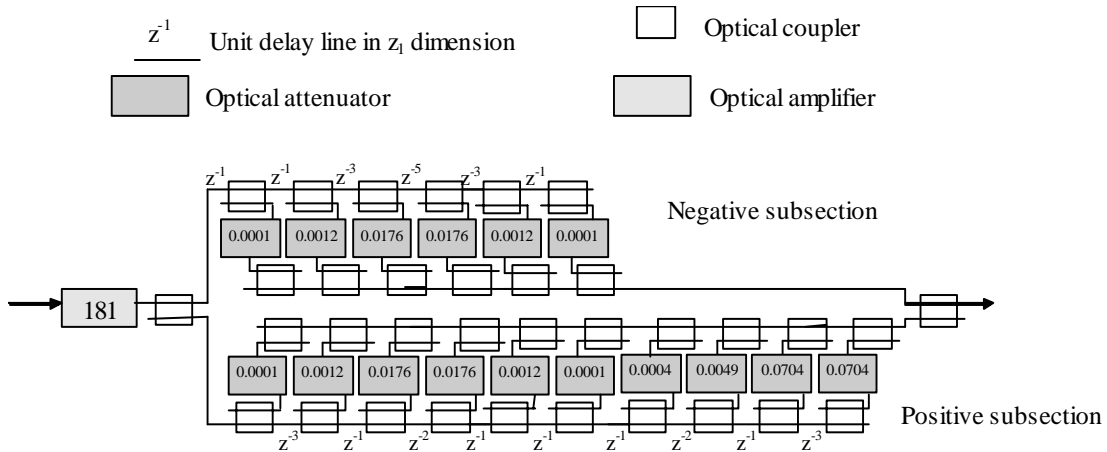 z⁻¹
Unit delay line in z₁ dimension
Optical coupler
Optical attenuator
Optical amplifier
z⁻¹ z⁻¹ z⁻³ z⁻⁵ z⁻³ z⁻¹
Negative subsection
0.0001 0.0012 0.0176 0.0176 0.0012 0.0001
181
0.0001 0.0012 0.0176 0.0176 0.0012 0.0001 0.0004 0.0049 0.0704 0.0704
Positive subsection
z⁻³ z⁻¹ z⁻² z⁻¹ z⁻¹ z⁻¹ z⁻² z⁻¹ z⁻³